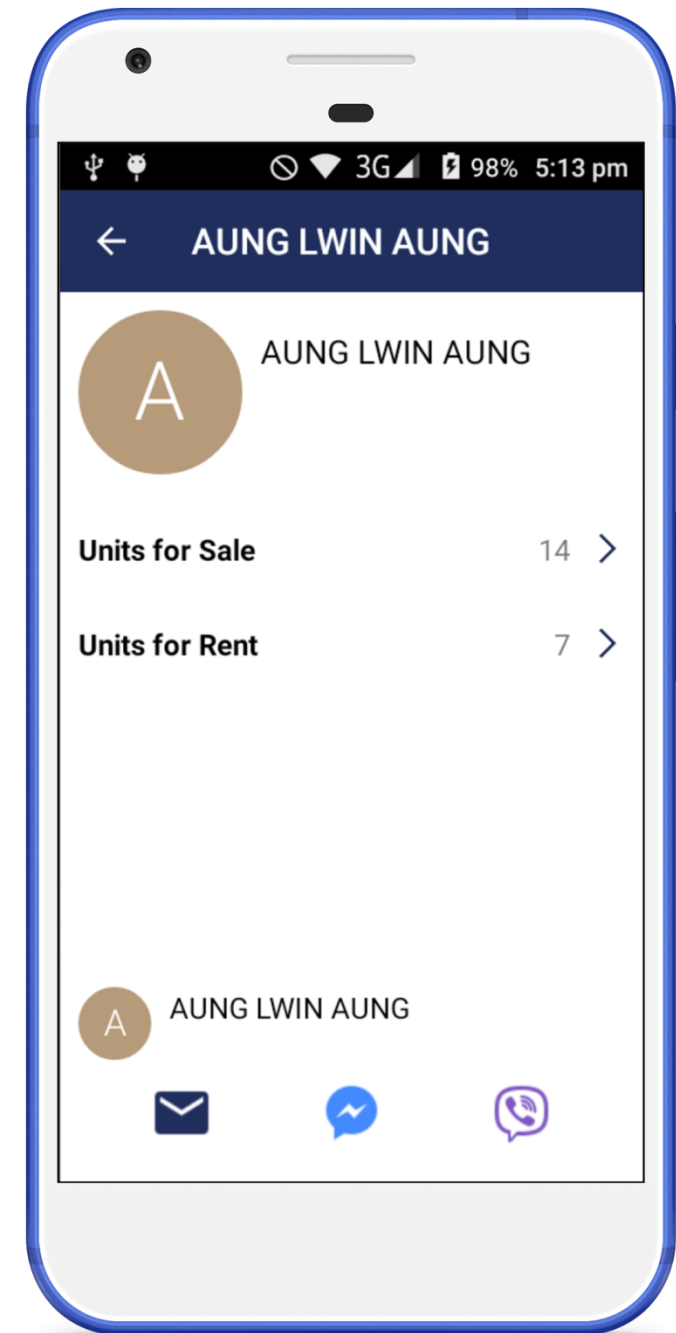 3G 98% 5:13 pm
AUNG LWIN AUNG
A
AUNG LWIN AUNG
Units for Sale 14
Units for Rent 7
A
AUNG LWIN AUNG